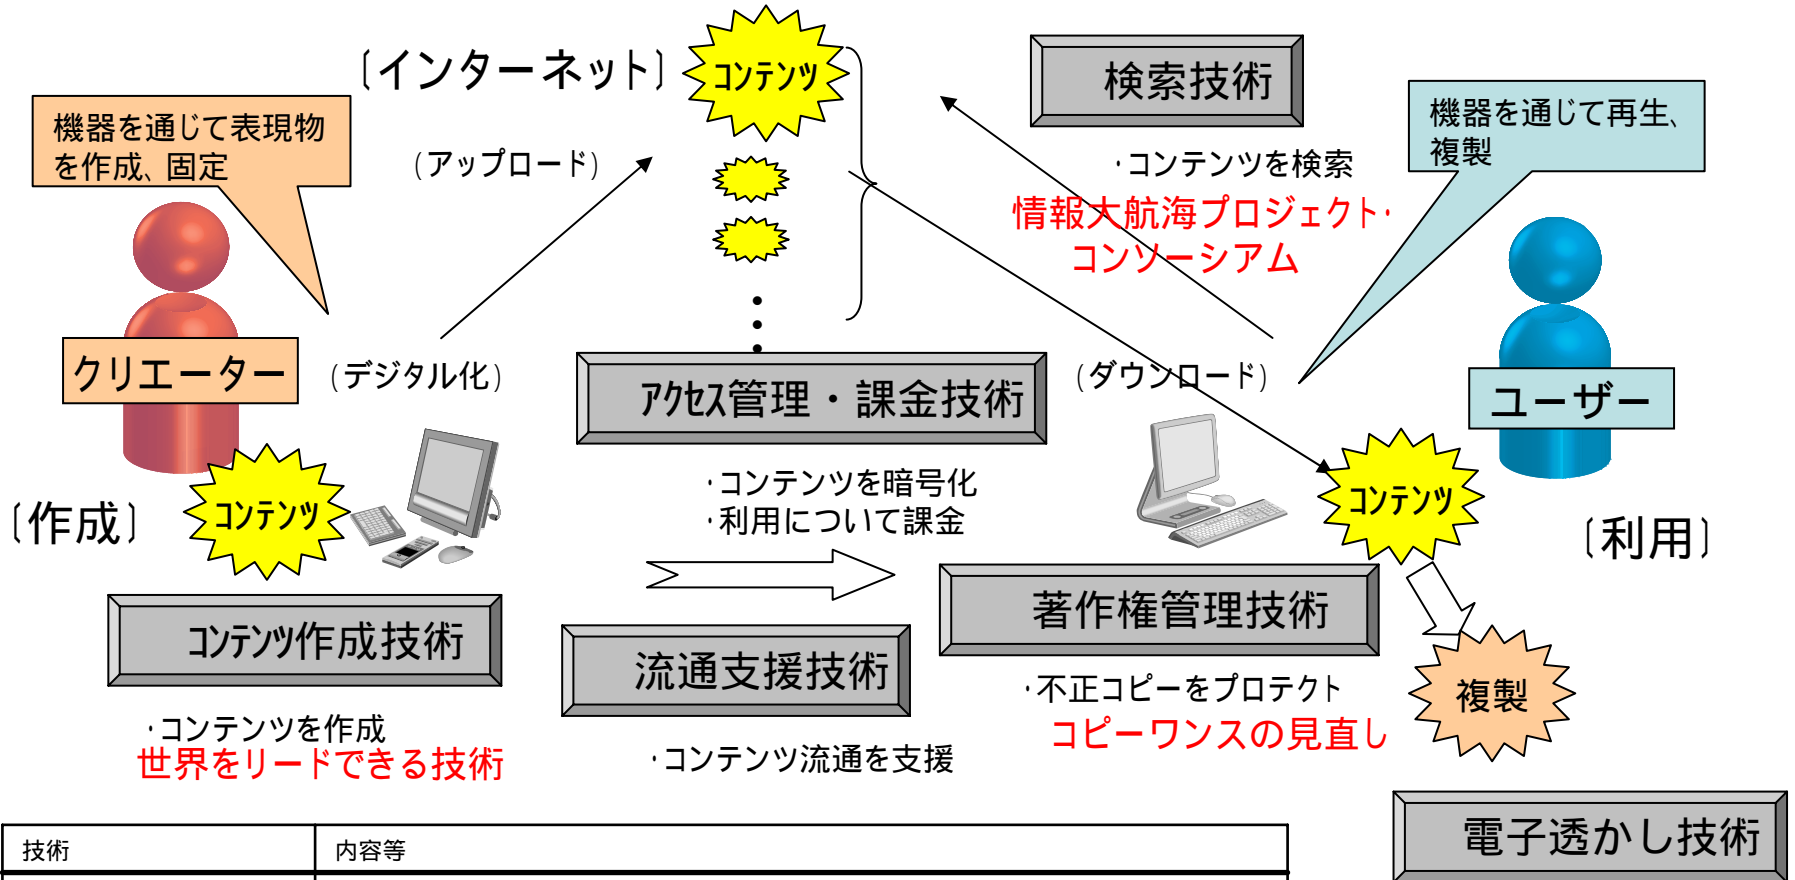 〔インターネット〕
コンテンツ
検索技術
機器を通じて表現物
を作成、固定
(アップロード)
・コンテンツを検索
情報大航海プロジェクト・
コンソーシアム
機器を通じて再生、
複製
クリエーター
(デジタル化)
アクセス管理・課金技術
(ダウンロード)
ユーザー
・コンテンツを暗号化
・利用について課金
〔作成〕
コンテンツ
コンテンツ
〔利用〕
コンテンツ作成技術
流通支援技術
著作権管理技術
・コンテンツを作成
世界をリードできる技術
・コンテンツ流通を支援
・不正コピーをプロテクト
コピーワンスの見直し
複製
電子透かし技術
技術
内容等